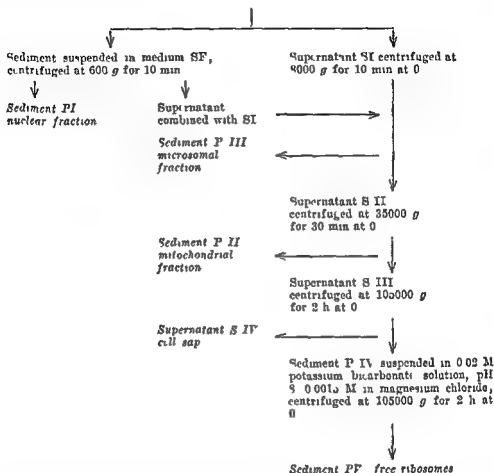 Sediment suspended in medium SF,
centrifuged at 600 g for 10 min
Supernatant SI centrifuged at
8000 g for 10 min at 0
Sediment PI
nuclear fraction
Supernatant
combined with SI
Sediment P III
microsomal
fraction
Supernatant S II
centrifuged at 35000 g
for 30 min at 0
Sediment P II
mitochondrial
fraction
Supernatant S III
centrifuged at 105000 g
for 2 h at 0
Supernatant S IV
cell sap
Sediment P IV suspended in 0 02 M
potassium bicarbonate solution, pH
8 0 0015 M in magnesium chloride,
centrifuged at 105000 g for 2 h at
0
Sediment PV free ribosomes